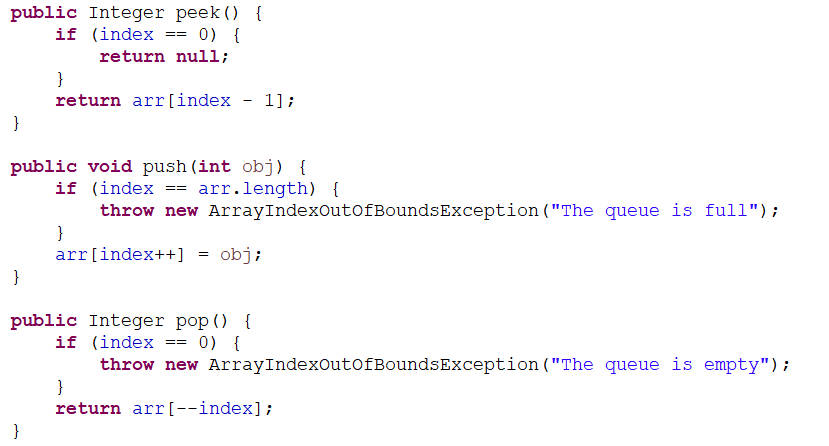 public Integer peek() {
    if (index == 0) {
        return null;
    }
    return arr[index - 1];
}

public void push(int obj) {
    if (index == arr.length) {
        throw new ArrayIndexOutOfBoundsException("The queue is full");
    }
    arr[index++] = obj;
}

public Integer pop() {
    if (index == 0) {
        throw new ArrayIndexOutOfBoundsException("The queue is empty");
    }
    return arr[--index];
}